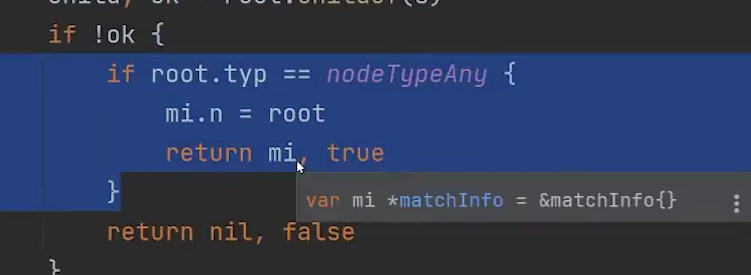 if !ok {
if root.typ == nodeTypeAny {
mi.n = root
return mi, true
}
var mi *matchInfo = &matchInfo{}
return nil, false
}